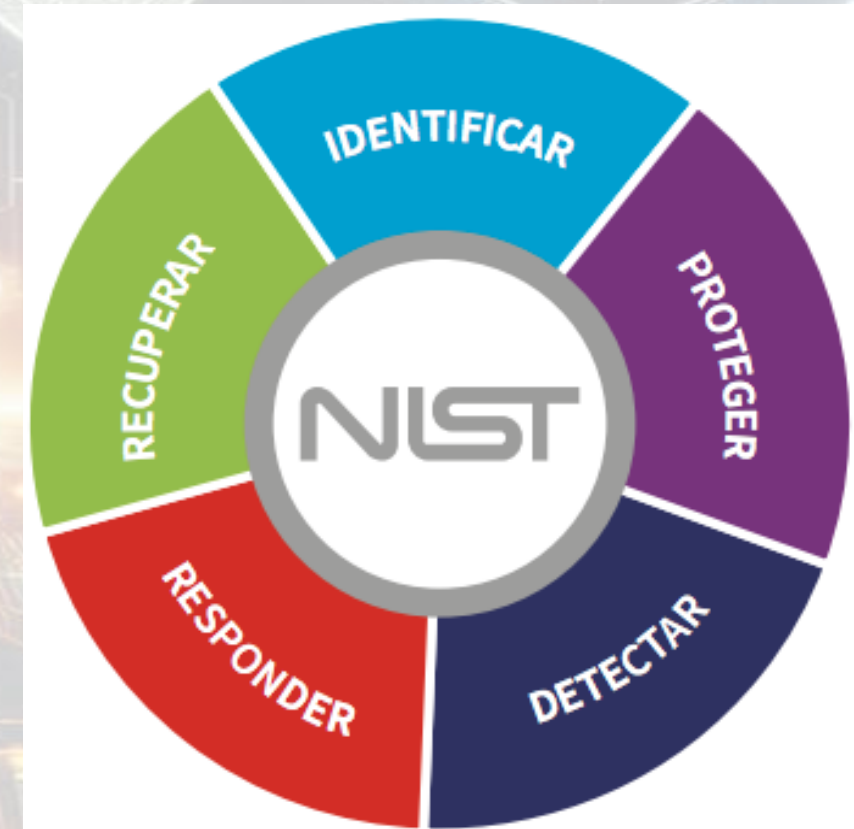 IDENTIFICAR
PROTEGER
DETECTAR
RESPONDER
RECUPERAR
NIST